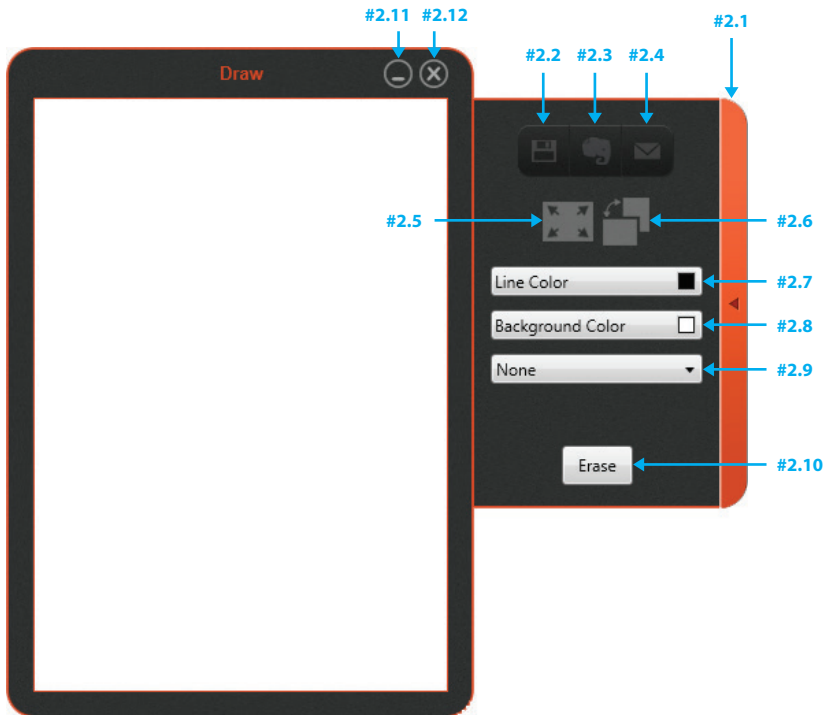 #2.11 #2.12
#2.1
Draw
#2.2 #2.3 #2.4
#2.5
#2.6
Line Color
#2.7
Background Color
#2.8
None
#2.9
Erase
#2.10